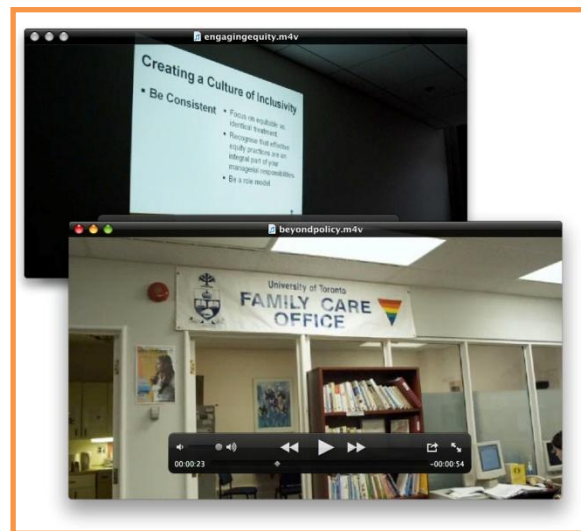 engagingequity.m4v
Creating a Culture of Inclusivity
• Be Consistent
• Focus on equitable vs.
identical treatment.
• Recognise that effective
equity practices are an
integral part of your
managerial responsibilities.
• Be a role model.
beyondpolicy.m4v
University of Toronto
FAMILY CARE
OFFICE
00:00:23
-00:00:54